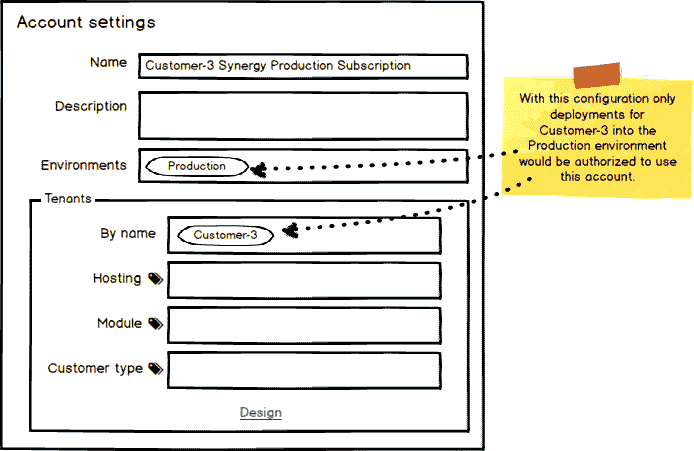 Account settings
Name
Customer-3 Synergy Production Subscription
Description
Environments
Production
Tenants
By name
Customer-3
Hosting
Module
Customer type
Design
With this configuration only
deployments for
Customer-3 into the
Production environment
would be authorized to use
this account.